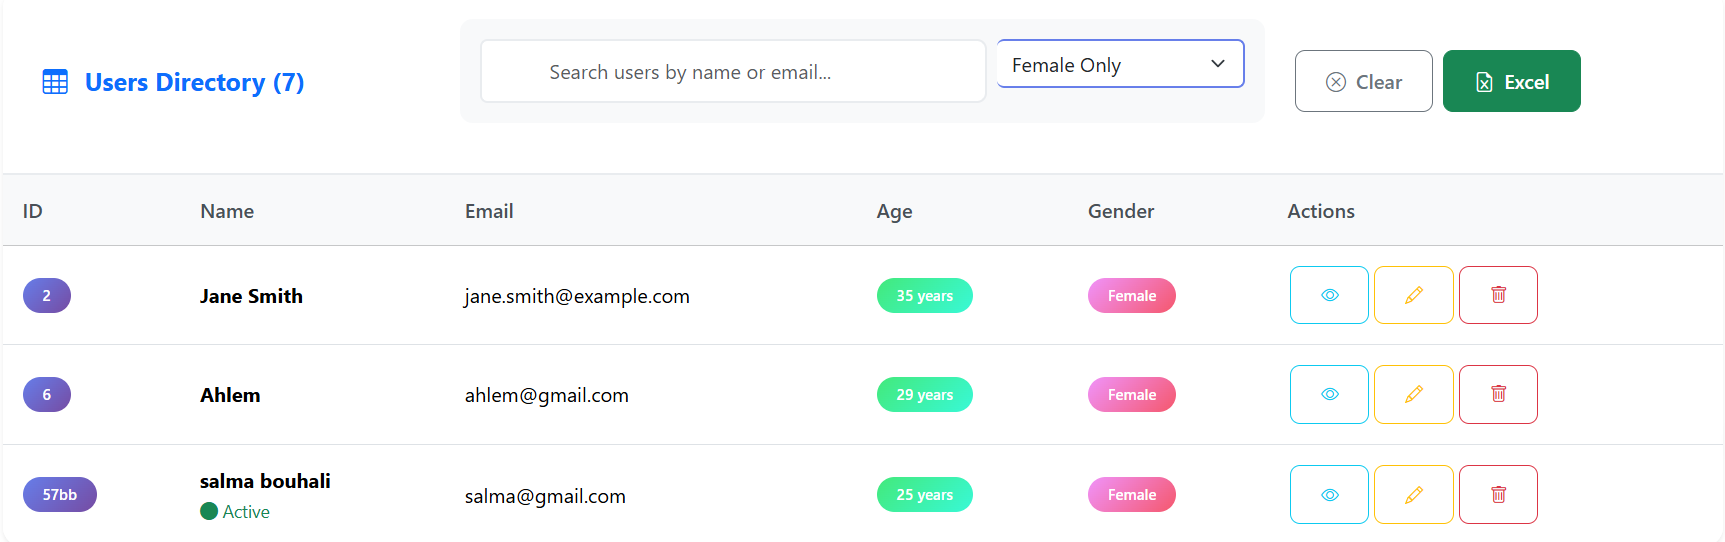 Users Directory (7)
Search users by name or email...
Female Only
Clear
Excel
ID Name Email Age Gender Actions
2 Jane Smith jane.smith@example.com 35 years Female
6 Ahlem ahlem@gmail.com 29 years Female
57bb salma bouhali salma@gmail.com 25 years Female
Active